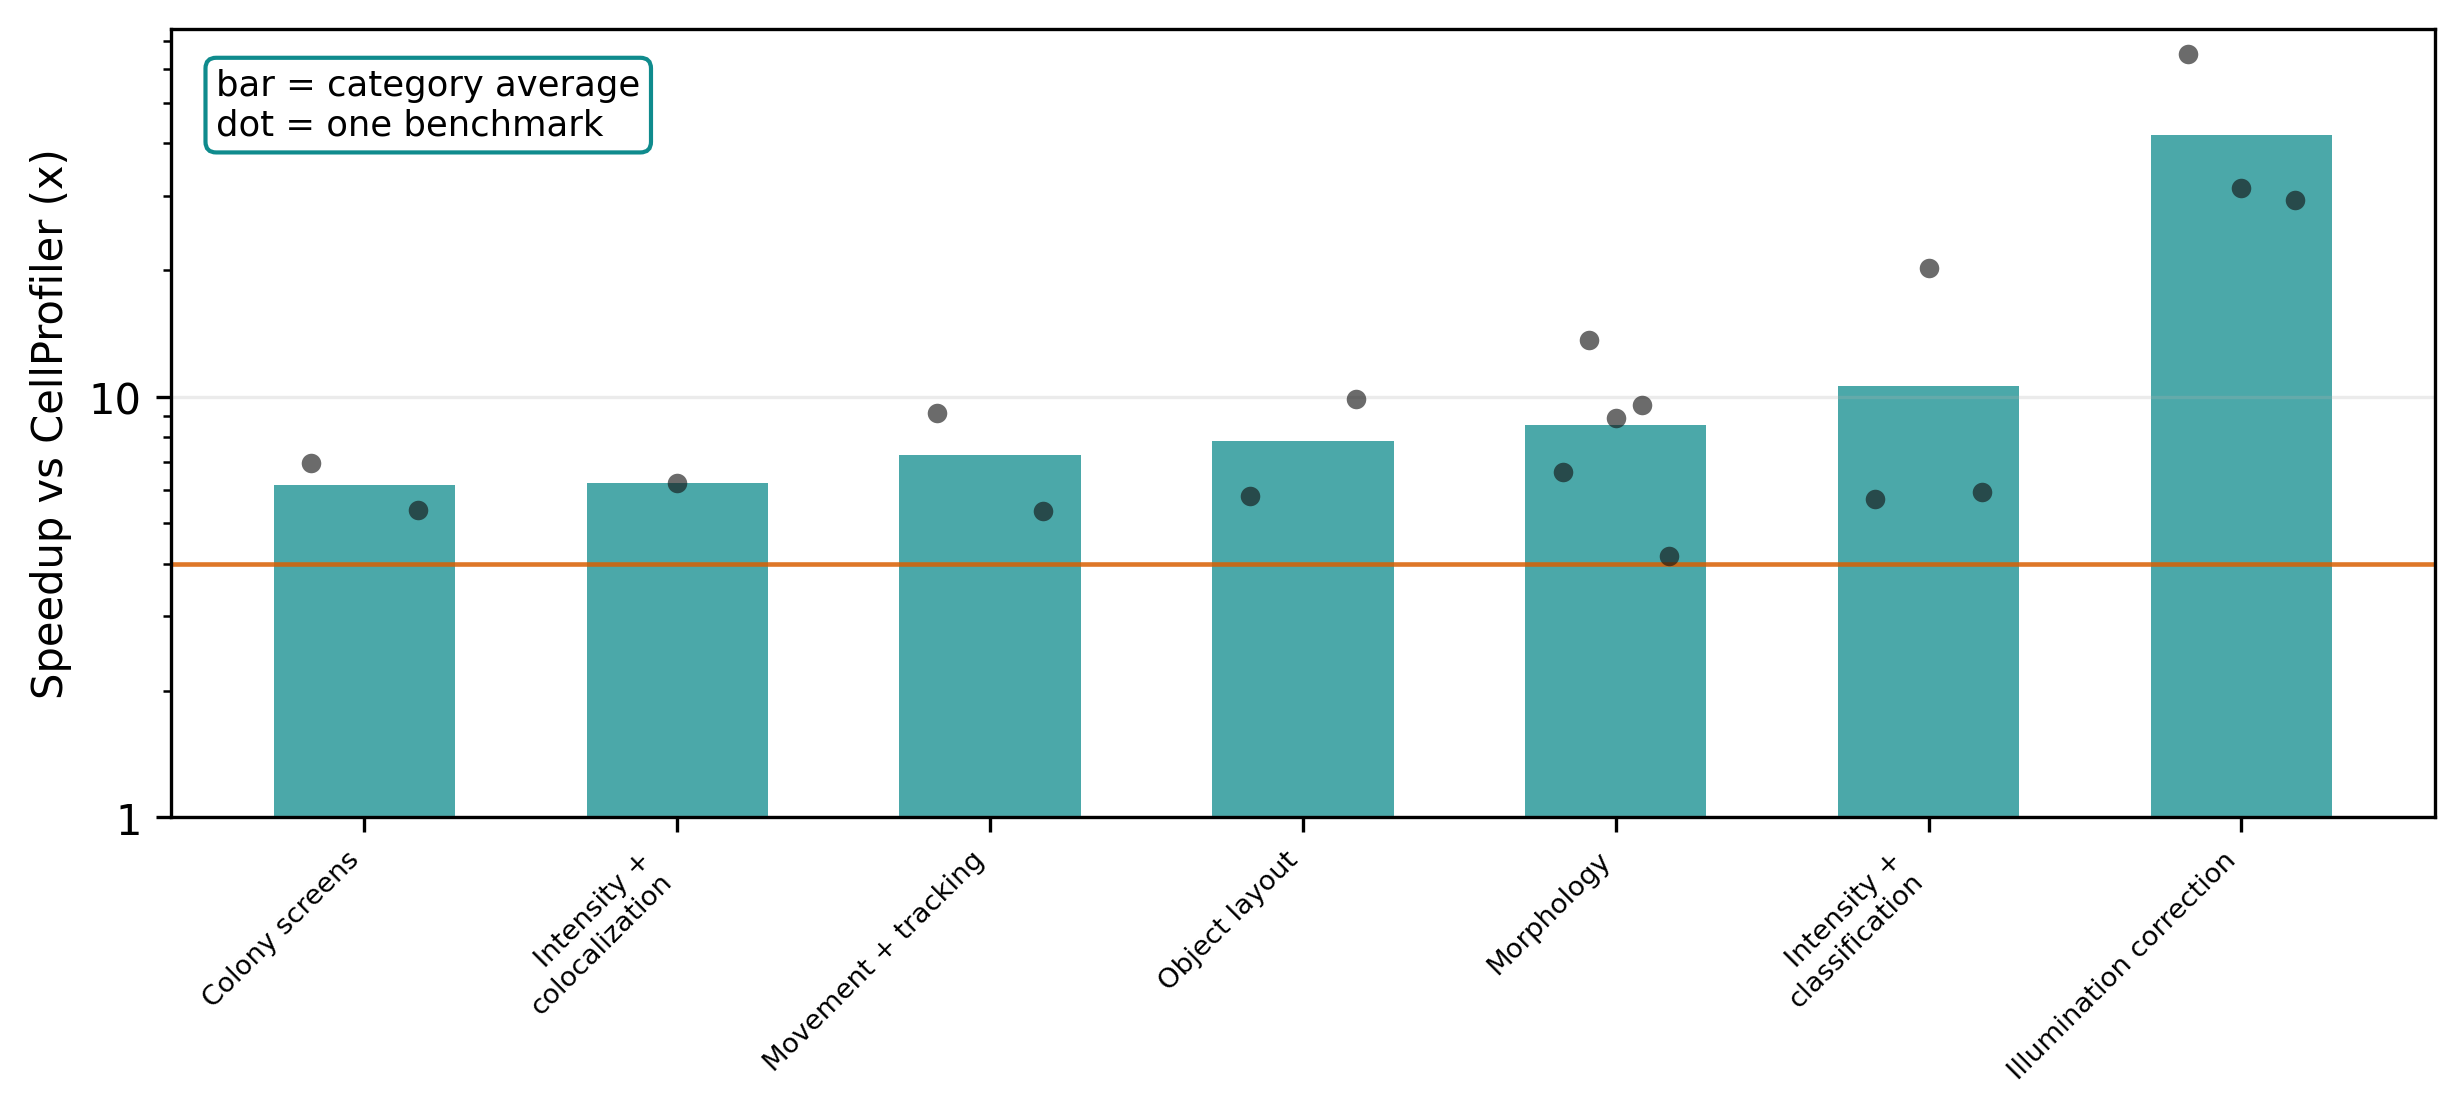 bar = category average
dot = one benchmark
Speedup vs CellProfiler (x)
10
1
Colony screens
Intensity +
colocalization
Movement + tracking
Object layout
Morphology
Intensity +
classification
Illumination correction